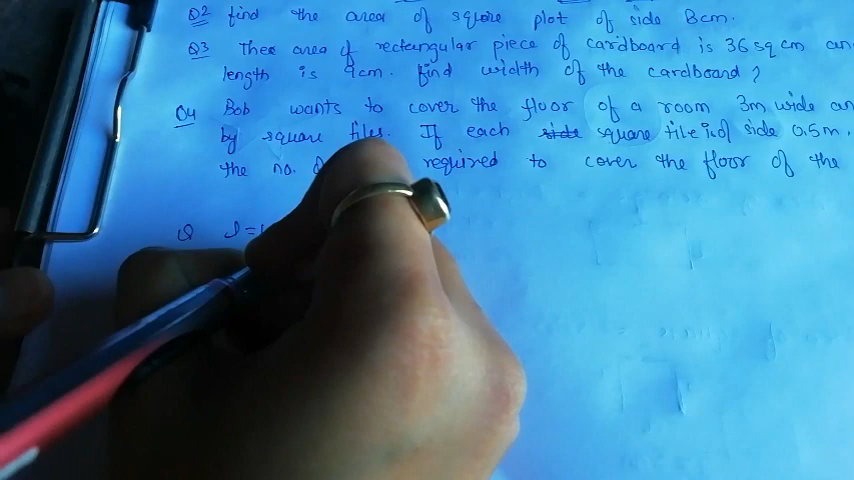 Q2 find the area of square plot of side 8cm.
Q3 The area of rectangular piece of cardboard is 36 sq cm an
length is 9cm. find width of the cardboard ?
Q4 Bob wants to cover the floor of a room 3m wide an
by square tiles. If each side square tile is of side 0.5m.
the no. required to cover the floor of the